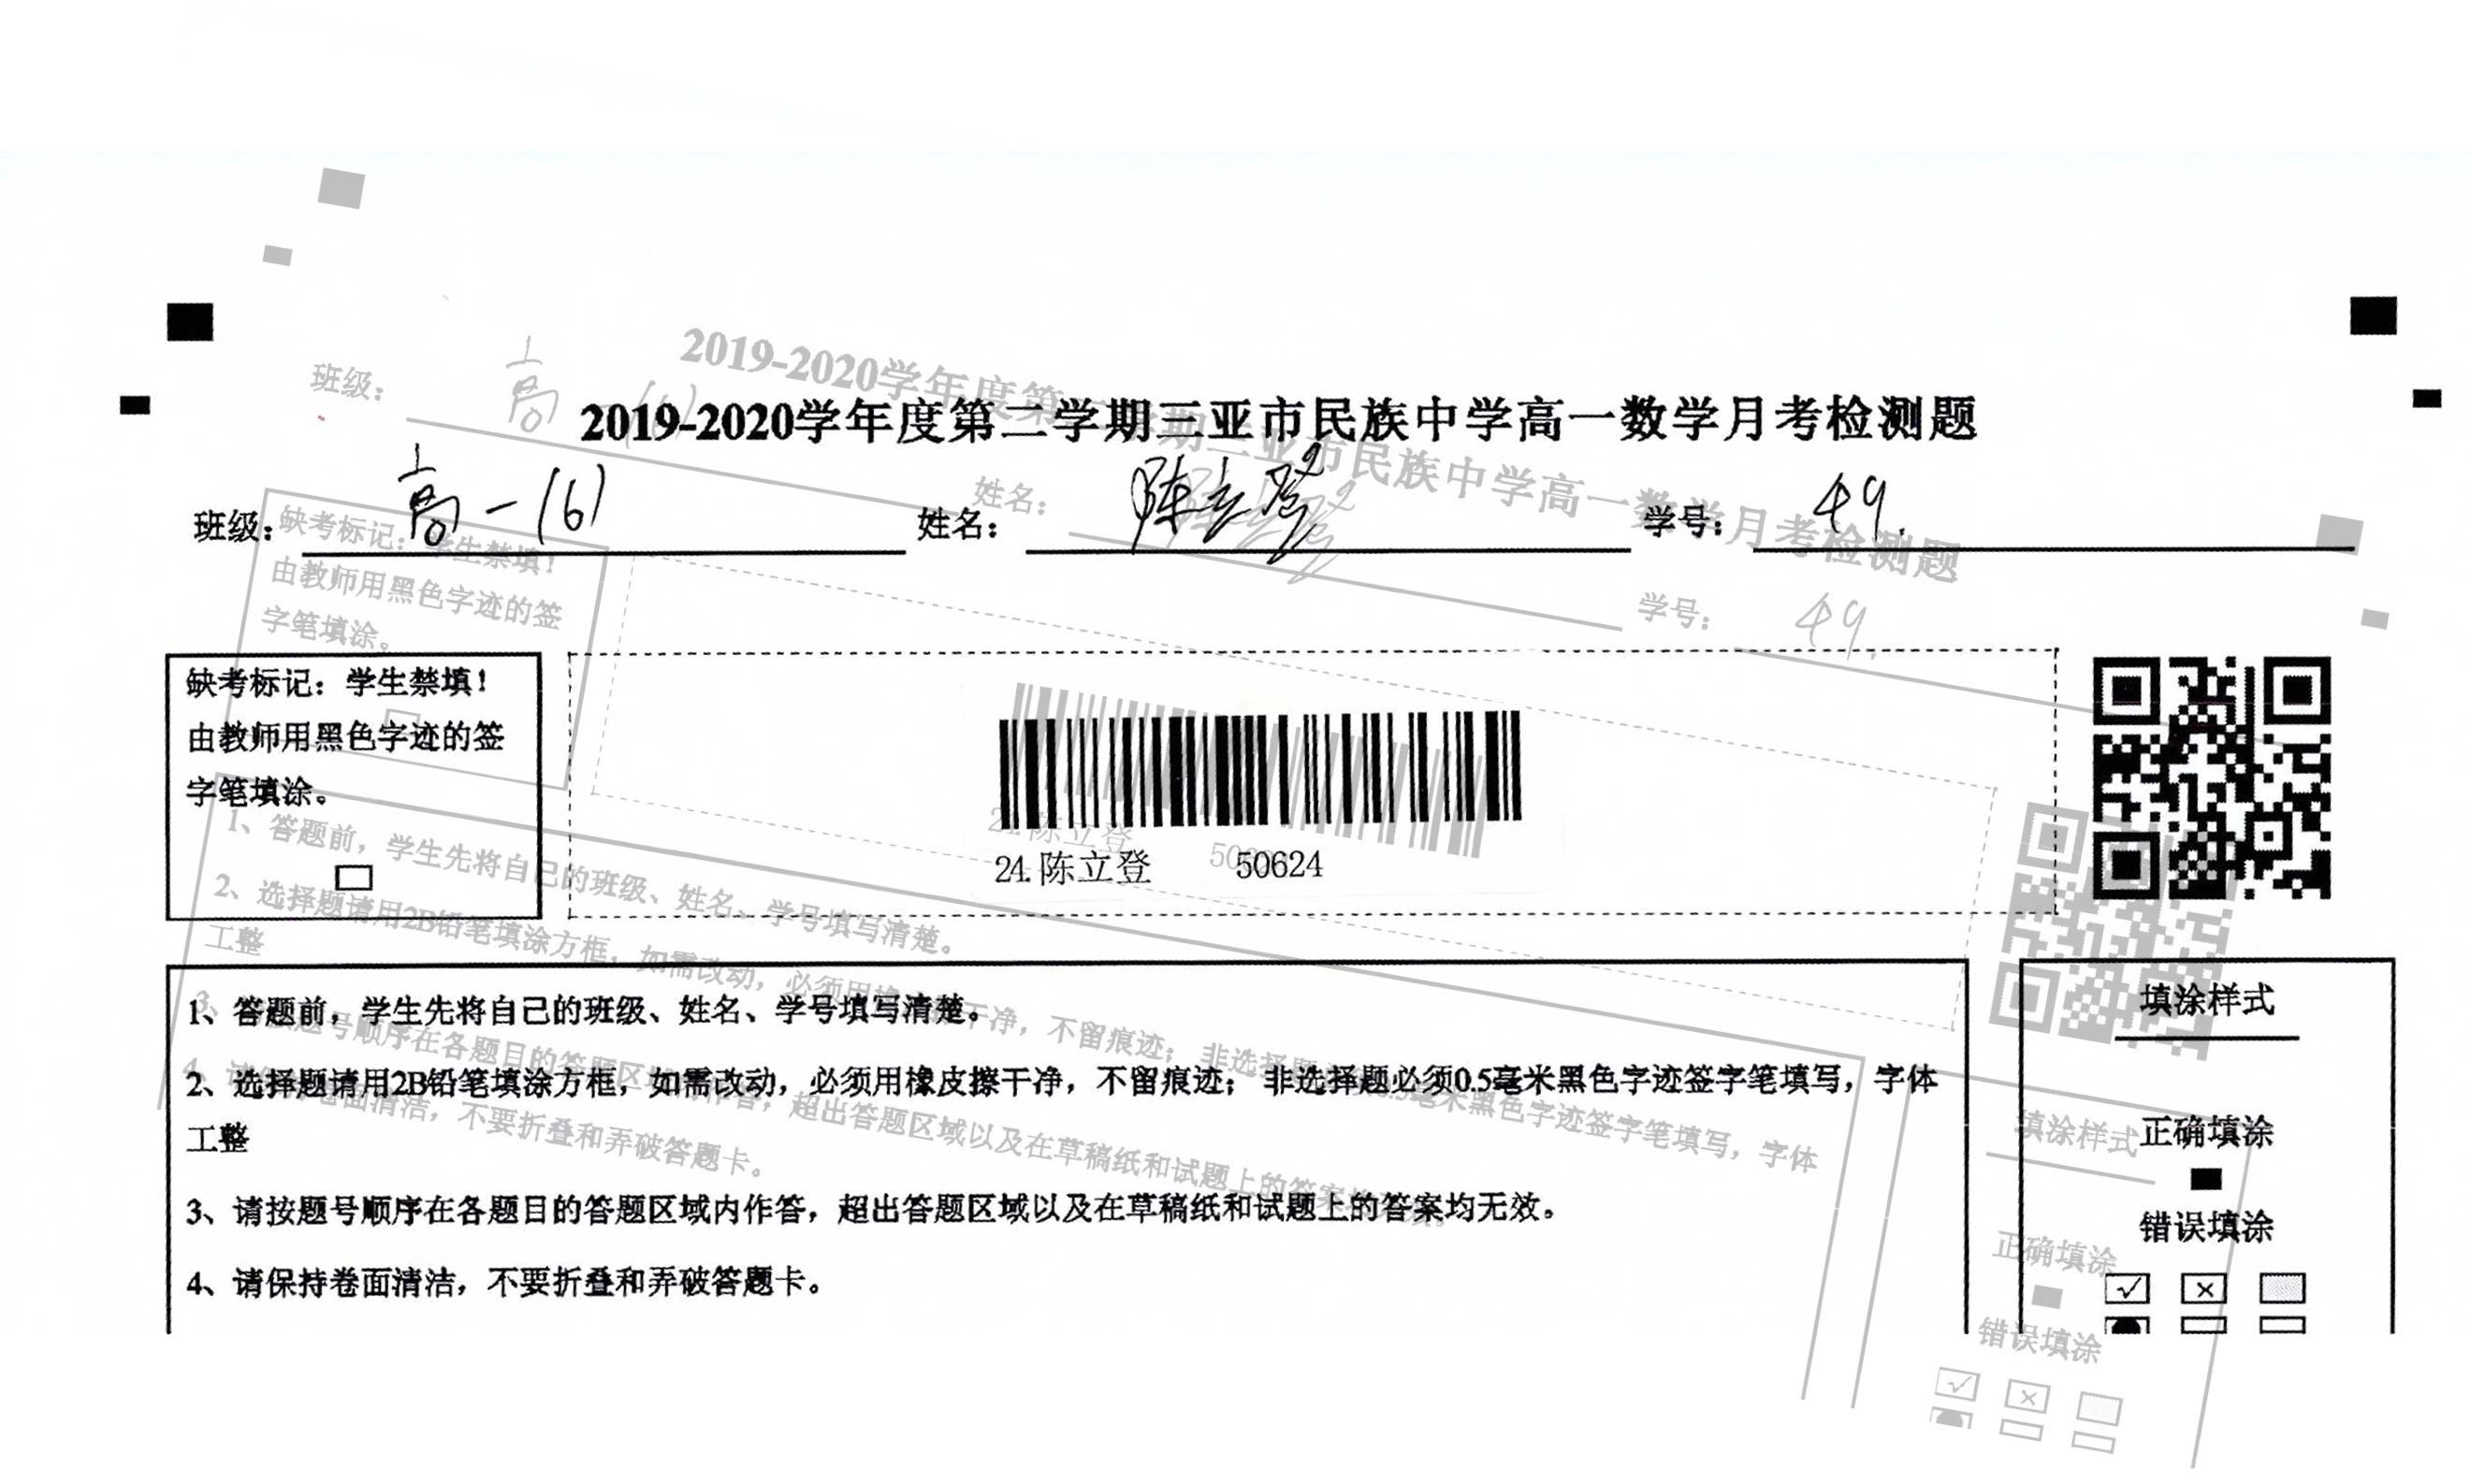 2019-2020学年度第二学期三亚市民族中学高一数学月考检测题
班级: 高一(6) 姓名: 陈立登 学号: 49.
缺考标记：学生禁填！
由教师用黑色字迹的签
字笔填涂。
24. 陈立登 50624
1、答题前，学生先将自己的班级、姓名、学号填写清楚。
2、选择题请用2B铅笔填涂方框，如需改动，必须用橡皮擦干净，不留痕迹； 非选择题必须0.5毫米黑色字迹签字笔填写，字体
工整
3、请按题号顺序在各题目的答题区域内作答，超出答题区域以及在草稿纸和试题上的答案均无效。
4、请保持卷面清洁，不要折叠和弄破答题卡。
填涂样式
正确填涂
错误填涂